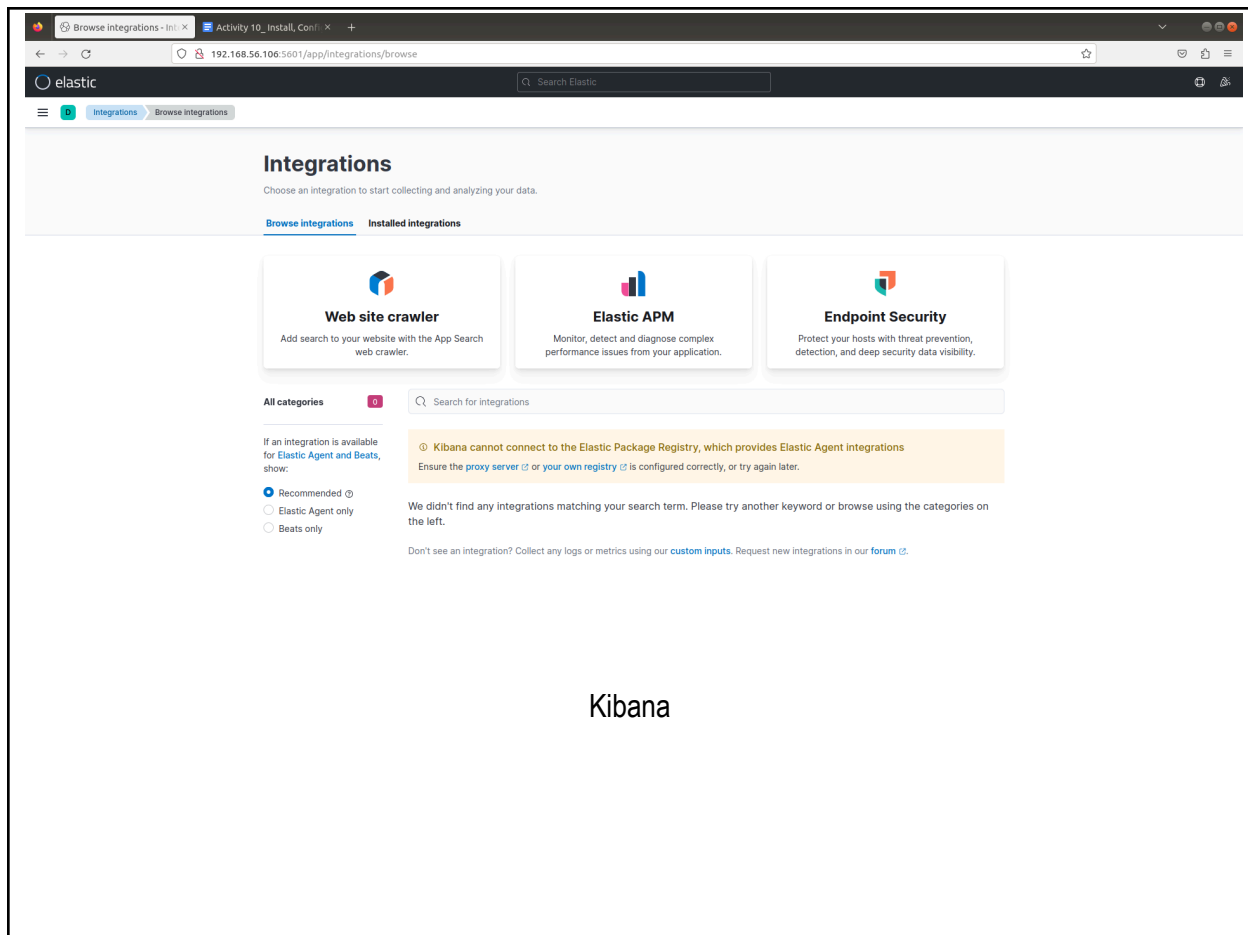 Browse integrations - Int
Activity 10_ Install, Confi
192.168.56.106:5601/app/integrations/browse
elastic
Search Elastic
D
Integrations
Browse integrations
Integrations
Choose an integration to start collecting and analyzing your data.
Browse integrations
Installed integrations
Web site crawler
Add search to your website with the App Search
web crawler.
Elastic APM
Monitor, detect and diagnose complex
performance issues from your application.
Endpoint Security
Protect your hosts with threat prevention,
detection, and deep security data visibility.
All categories
0
Search for integrations
If an integration is available
for Elastic Agent and Beats,
show:
Recommended
Elastic Agent only
Beats only
Kibana cannot connect to the Elastic Package Registry, which provides Elastic Agent integrations
Ensure the proxy server or your own registry is configured correctly, or try again later.
We didn't find any integrations matching your search term. Please try another keyword or browse using the categories on
the left.
Don't see an integration? Collect any logs or metrics using our custom inputs. Request new integrations in our forum.
Kibana